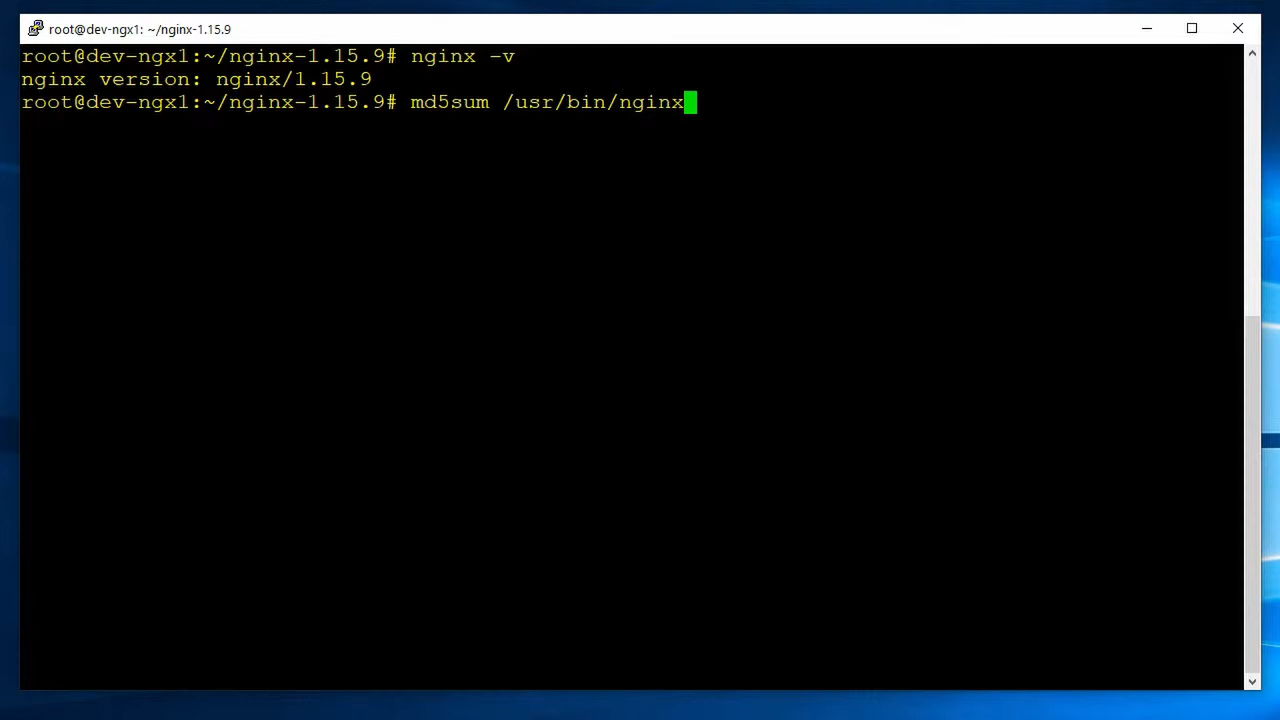 root@dev-ngx1: ~/nginx-1.15.9
root@dev-ngx1:~/nginx-1.15.9# nginx -v
nginx version: nginx/1.15.9
root@dev-ngx1:~/nginx-1.15.9# md5sum /usr/bin/nginx